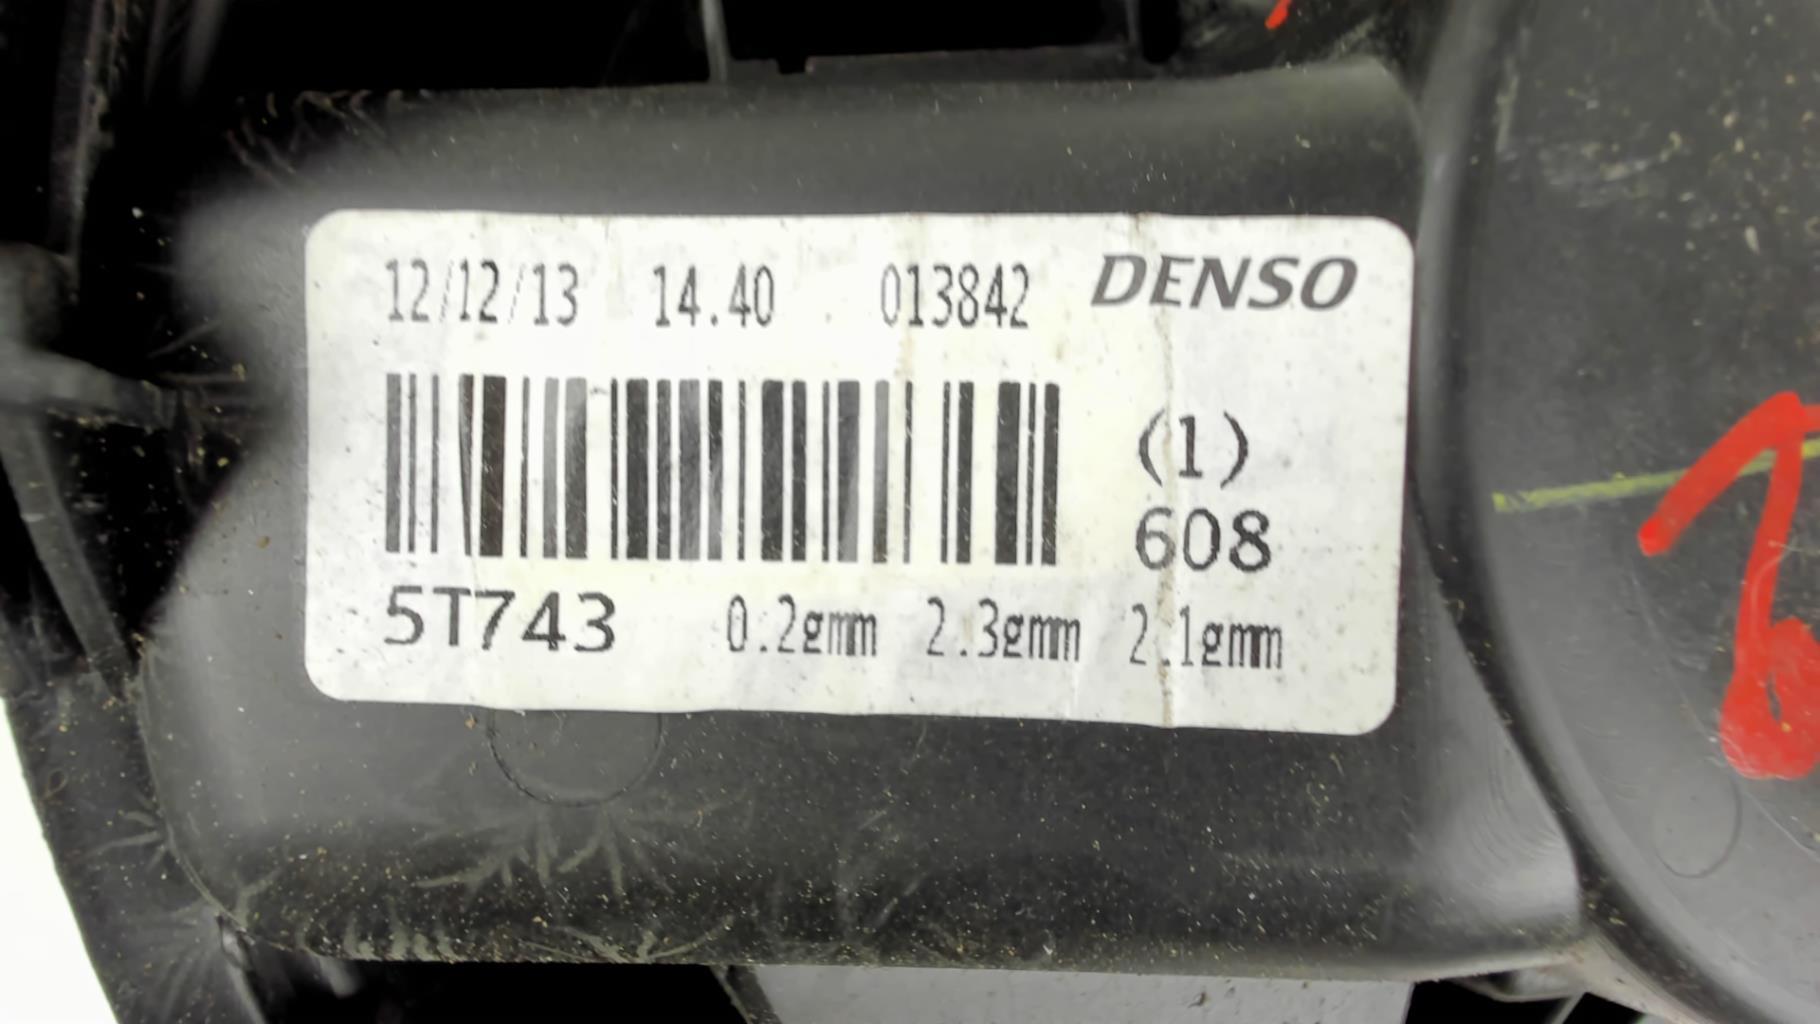 12/12/13 14.40 013842 DENSO
(1)
608
5T743 0.2gmm 2.3gmm 2.1gmm